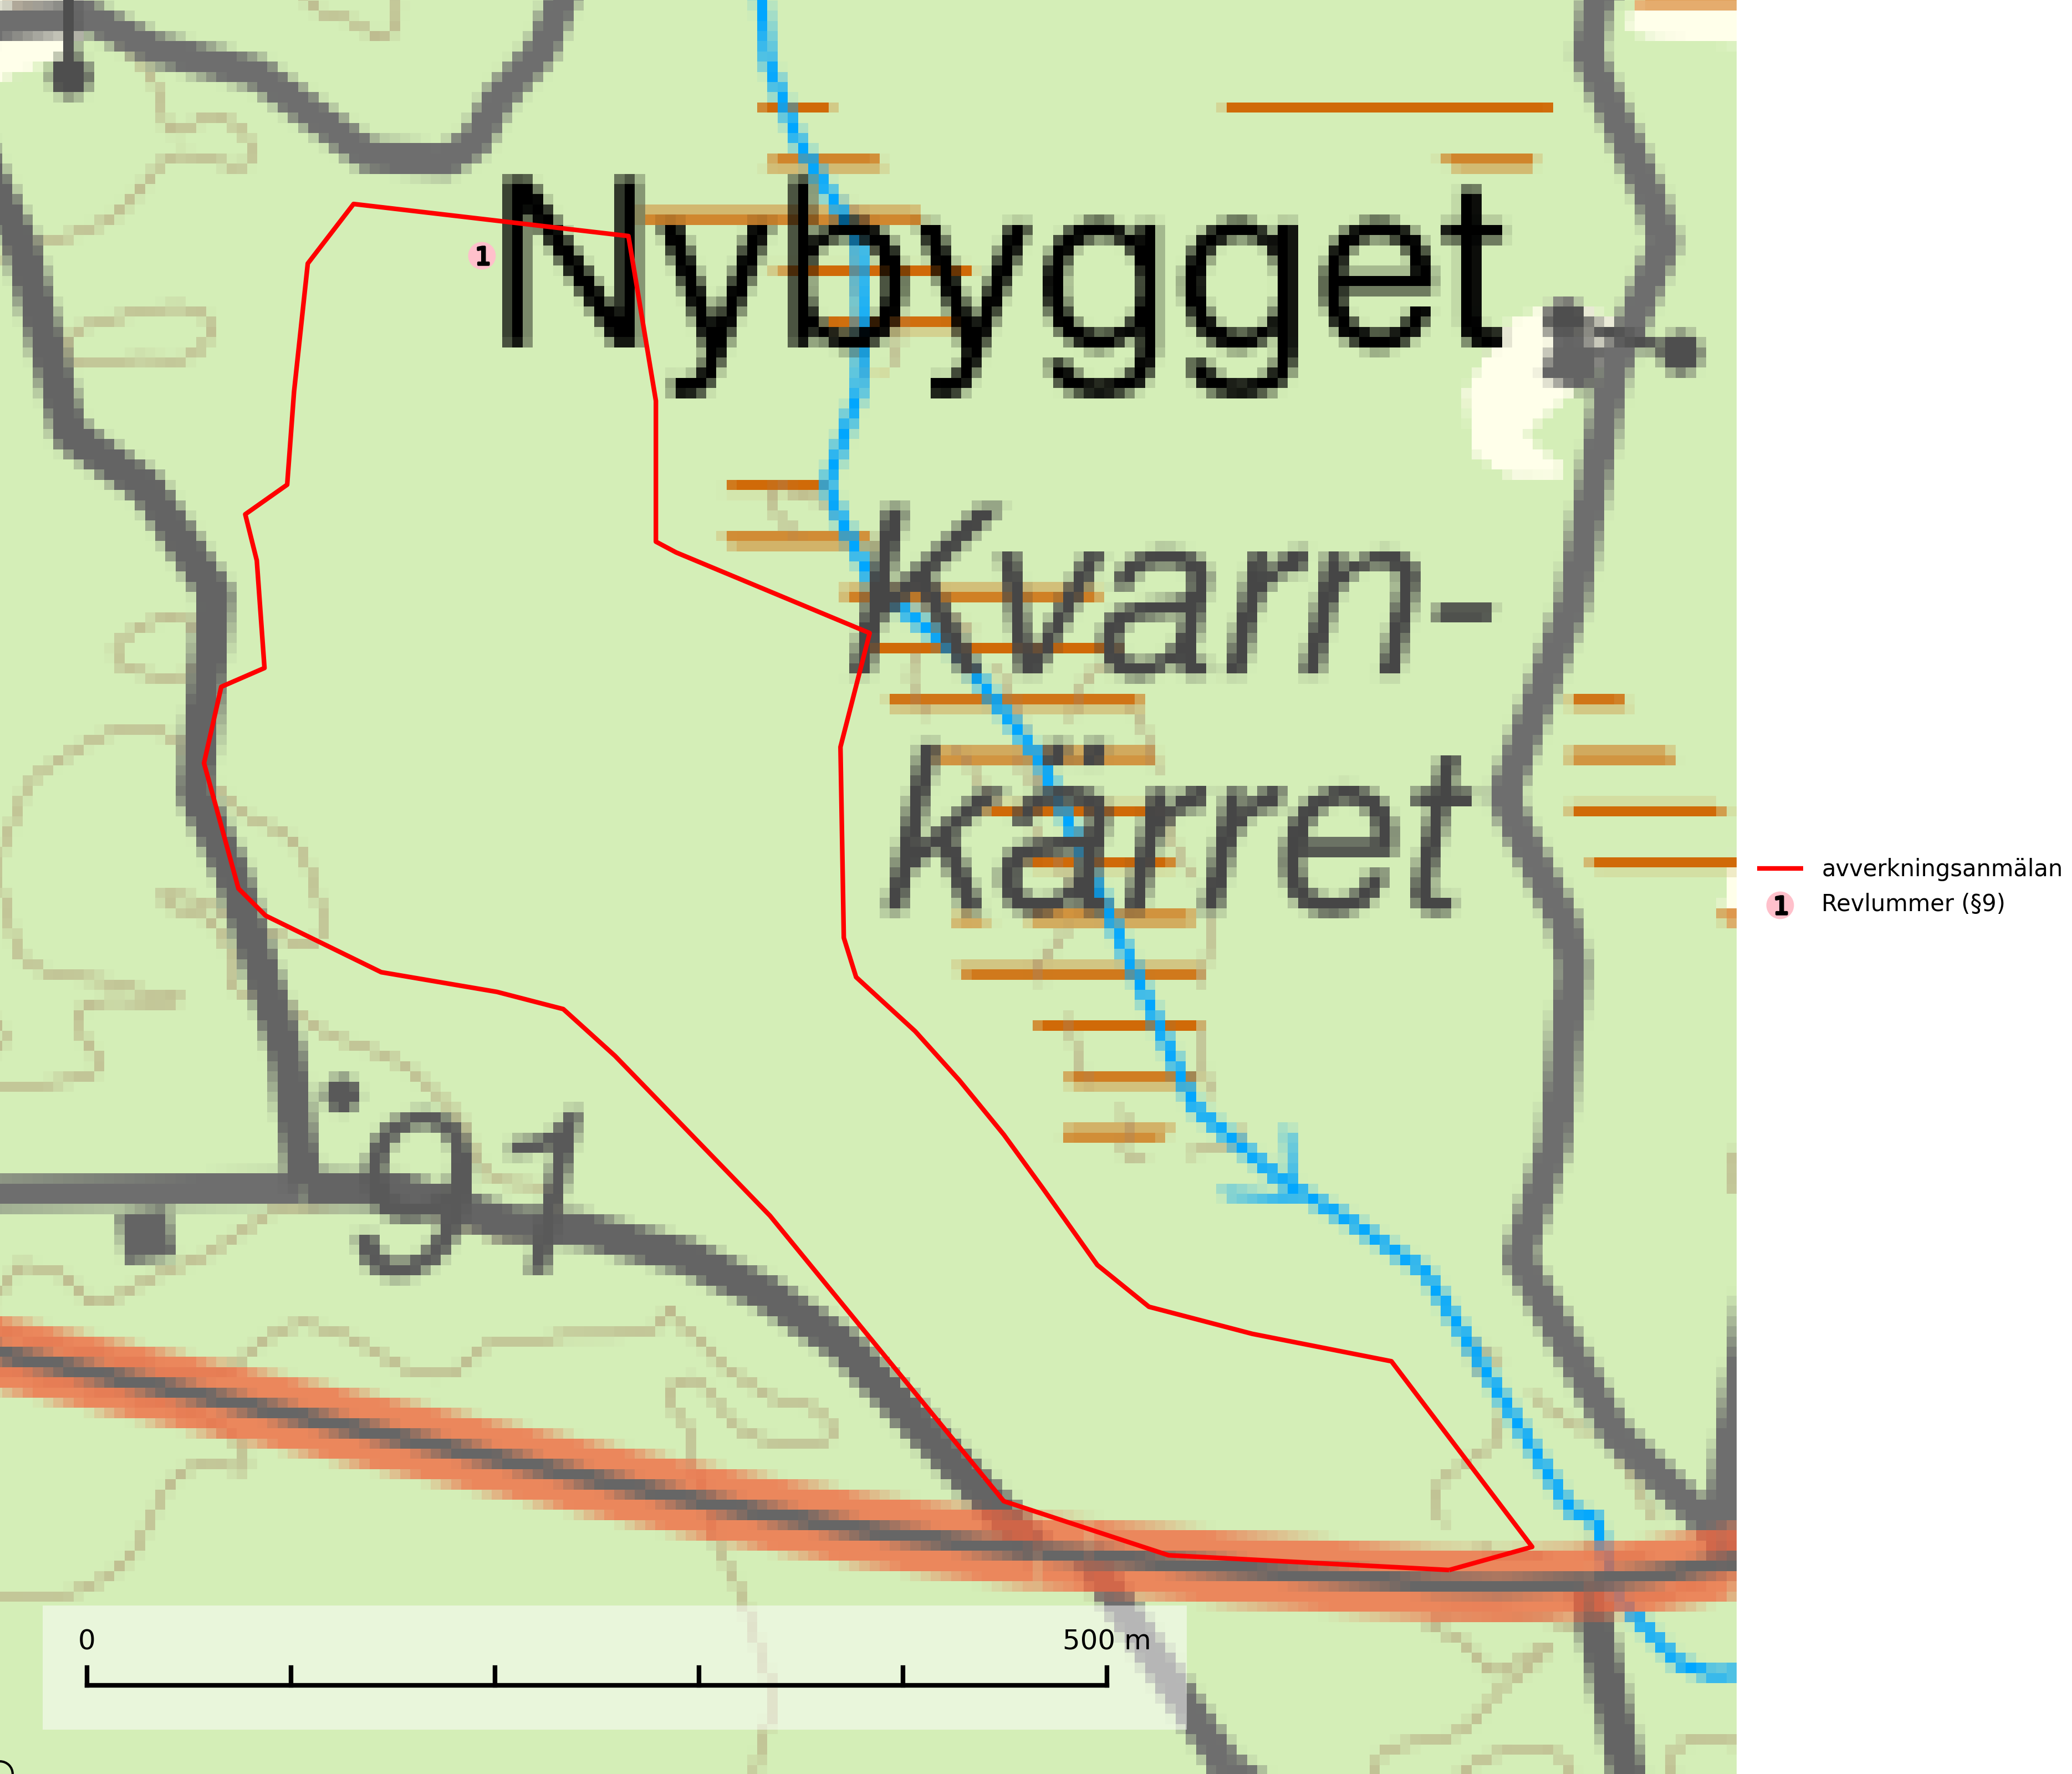 1 Nybygget
Kvarn-
kärret
91
0 500 m
avverkningsanmälan
1 Revlummer (§9)